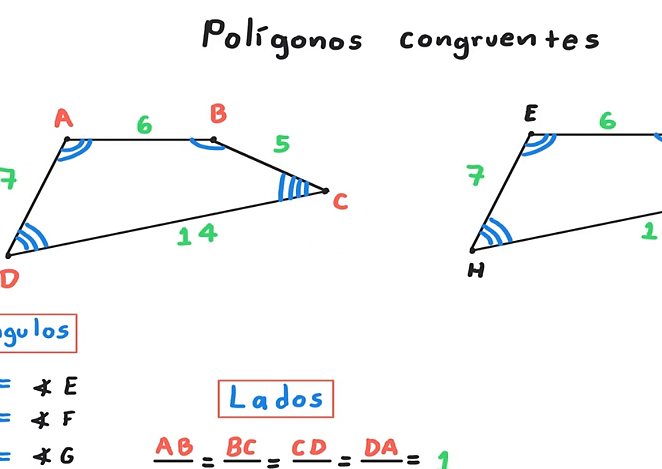 Polígonos congruentes
A 6 B E 6
7 5 7
C
14 1
D H
gulos
= ∡ E
Lados
= ∡ F
= ∡ G AB = BC = CD = DA = 1